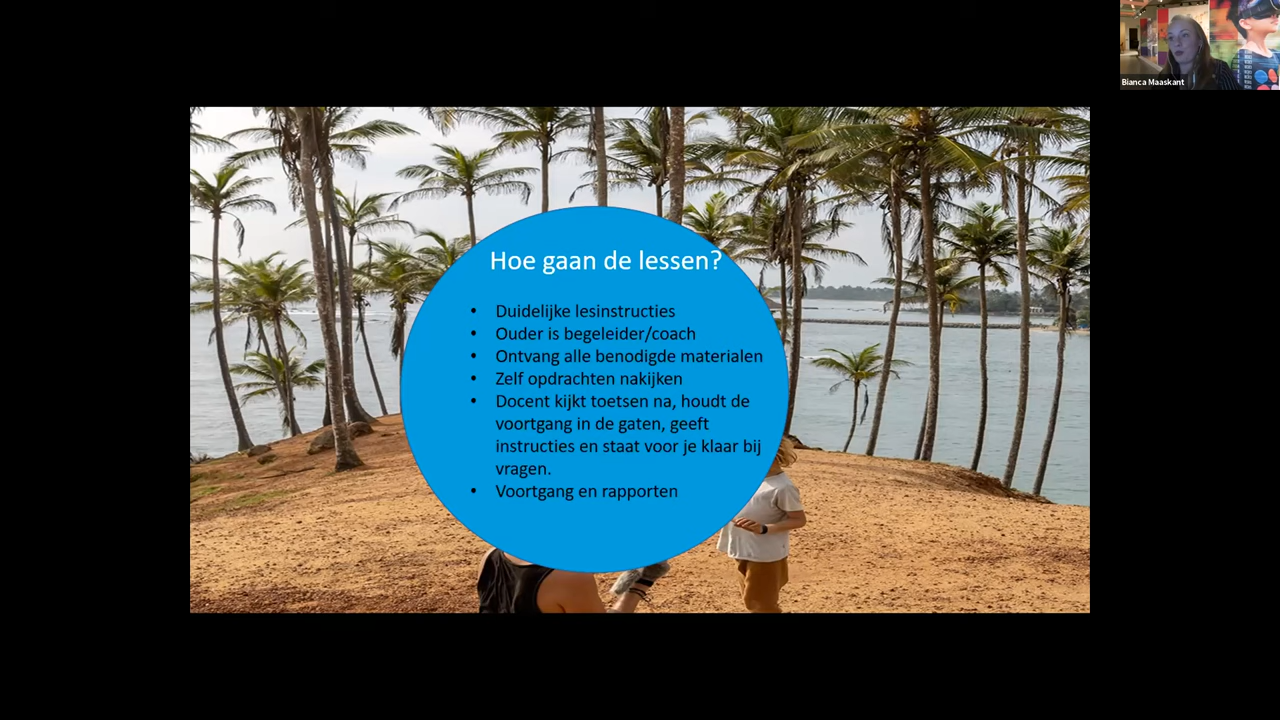 Bianca Maaskant
Hoe gaan de lessen?
• Duidelijke lesinstructies
• Ouder is begeleider/coach
• Ontvang alle benodigde materialen
• Zelf opdrachten nakijken
• Docent kijkt toetsen na, houdt de
voortgang in de gaten, geeft
instructies en staat voor je klaar bij
vragen.
• Voortgang en rapporten